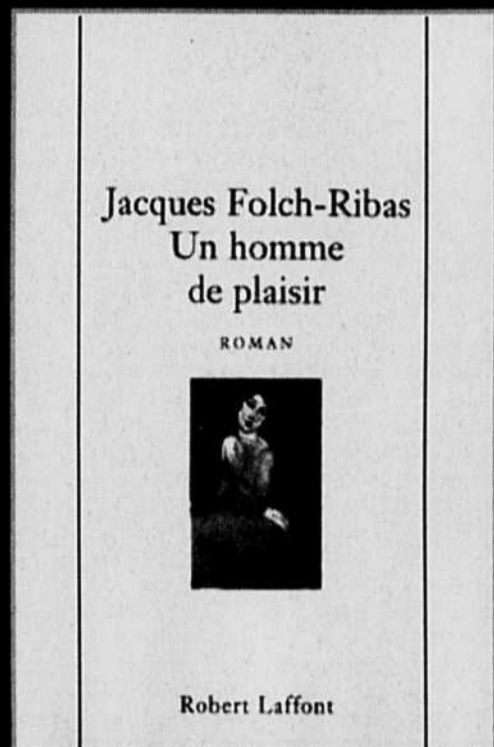 Jacques Folch-Ribas
Un homme
de plaisir
ROMAN
Robert Laffont